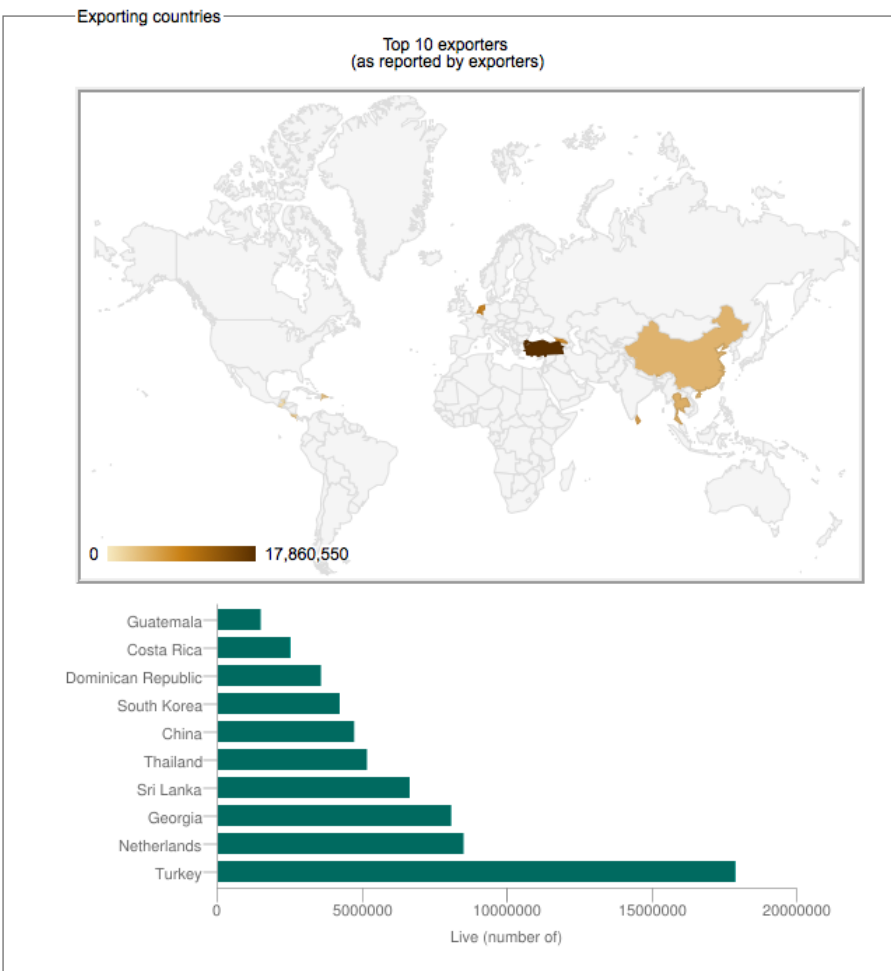 Exporting countries
Top 10 exporters
(as reported by exporters)
0 17,860,550
Guatemala
Costa Rica
Dominican Republic
South Korea
China
Thailand
Sri Lanka
Georgia
Netherlands
Turkey
0 5000000 10000000 15000000 20000000
Live (number of)